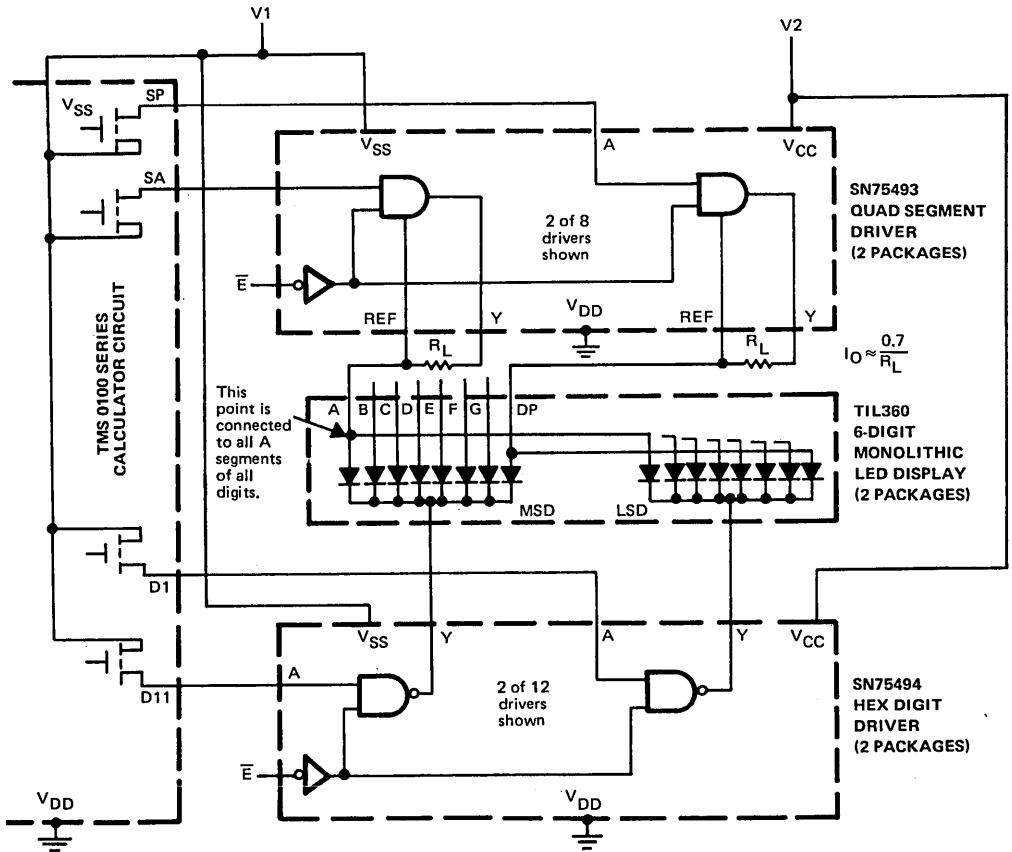 V1
V2
SP
VSS
VSS
A
VCC
SA
SN75493
QUAD SEGMENT
DRIVER
(2 PACKAGES)
2 of 8
drivers
shown
E
TMS 0100 SERIES
CALCULATOR CIRCUIT
VDD
REF
Y
REF
Y
RL
RL
IO ≈ 0.7/RL
This
point is
connected
to all A
segments
of all
digits.
A B C D E F G DP
TIL360
6-DIGIT
MONOLITHIC
LED DISPLAY
(2 PACKAGES)
MSD
LSD
D1
VSS
Y
A
Y
VCC
A
D11
2 of 12
drivers
shown
SN75494
HEX DIGIT
DRIVER
(2 PACKAGES)
E
VDD
VDD